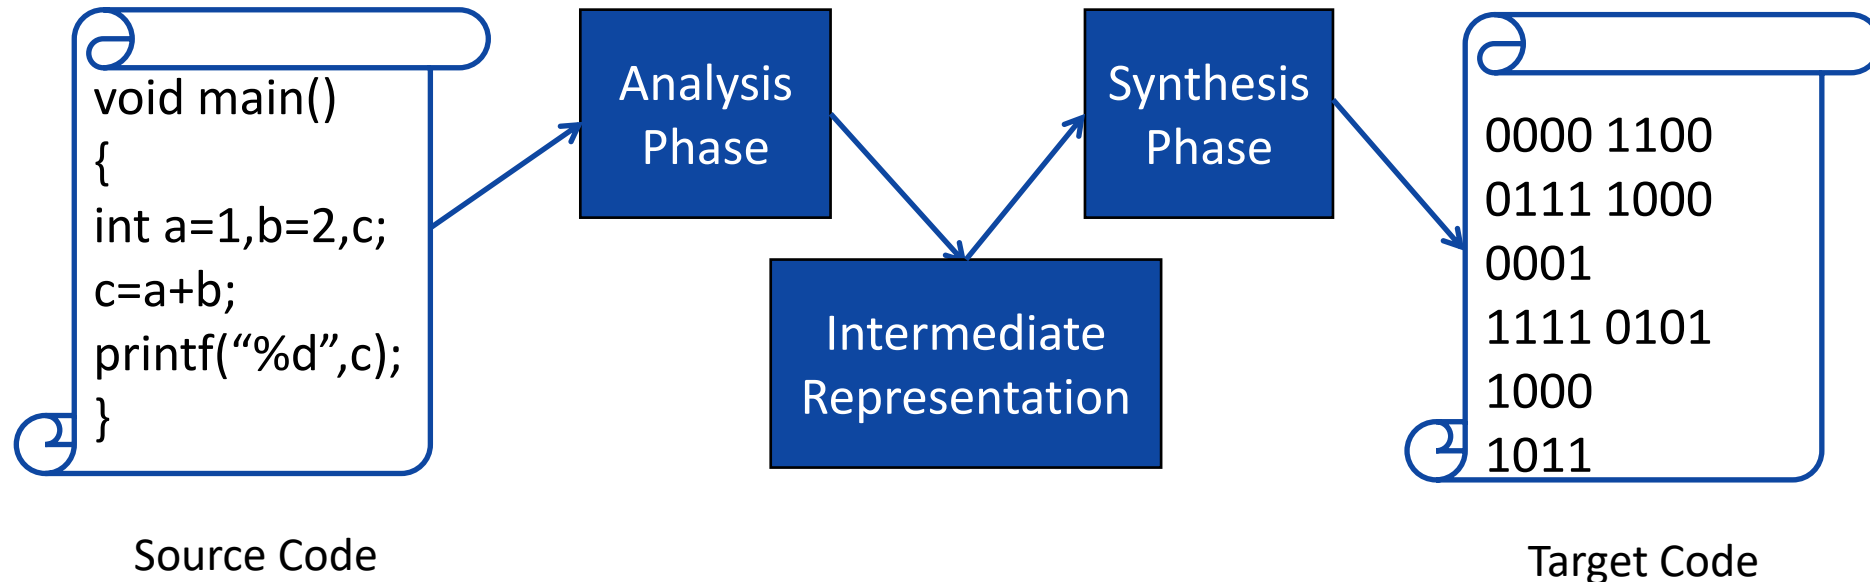 void main()
{
int a=1,b=2,c;
c=a+b;
printf(“%d”,c);
}
Source Code
Analysis
Phase
Intermediate
Representation
Synthesis
Phase
0000 1100
0111 1000
0001
1111 0101
1000
1011
Target Code